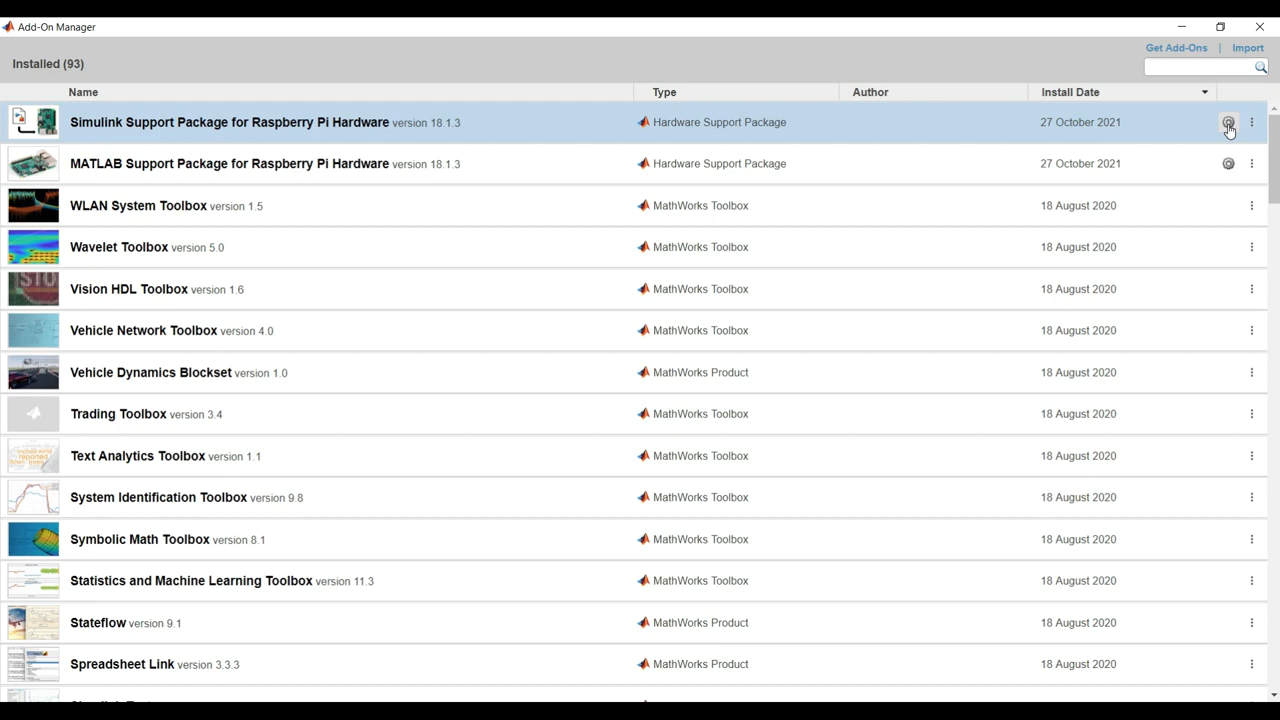 Add-On Manager
Get Add-Ons | Import
Installed (93)
Name Type Author Install Date
Simulink Support Package for Raspberry Pi Hardware version 18.1.3 Hardware Support Package 27 October 2021
MATLAB Support Package for Raspberry Pi Hardware version 18.1.3 Hardware Support Package 27 October 2021
WLAN System Toolbox version 1.5 MathWorks Toolbox 18 August 2020
Wavelet Toolbox version 5.0 MathWorks Toolbox 18 August 2020
Vision HDL Toolbox version 1.6 MathWorks Toolbox 18 August 2020
Vehicle Network Toolbox version 4.0 MathWorks Toolbox 18 August 2020
Vehicle Dynamics Blockset version 1.0 MathWorks Product 18 August 2020
Trading Toolbox version 3.4 MathWorks Toolbox 18 August 2020
Text Analytics Toolbox version 1.1 MathWorks Toolbox 18 August 2020
System Identification Toolbox version 9.8 MathWorks Toolbox 18 August 2020
Symbolic Math Toolbox version 8.1 MathWorks Toolbox 18 August 2020
Statistics and Machine Learning Toolbox version 11.3 MathWorks Toolbox 18 August 2020
Stateflow version 9.1 MathWorks Product 18 August 2020
Spreadsheet Link version 3.3.3 MathWorks Product 18 August 2020